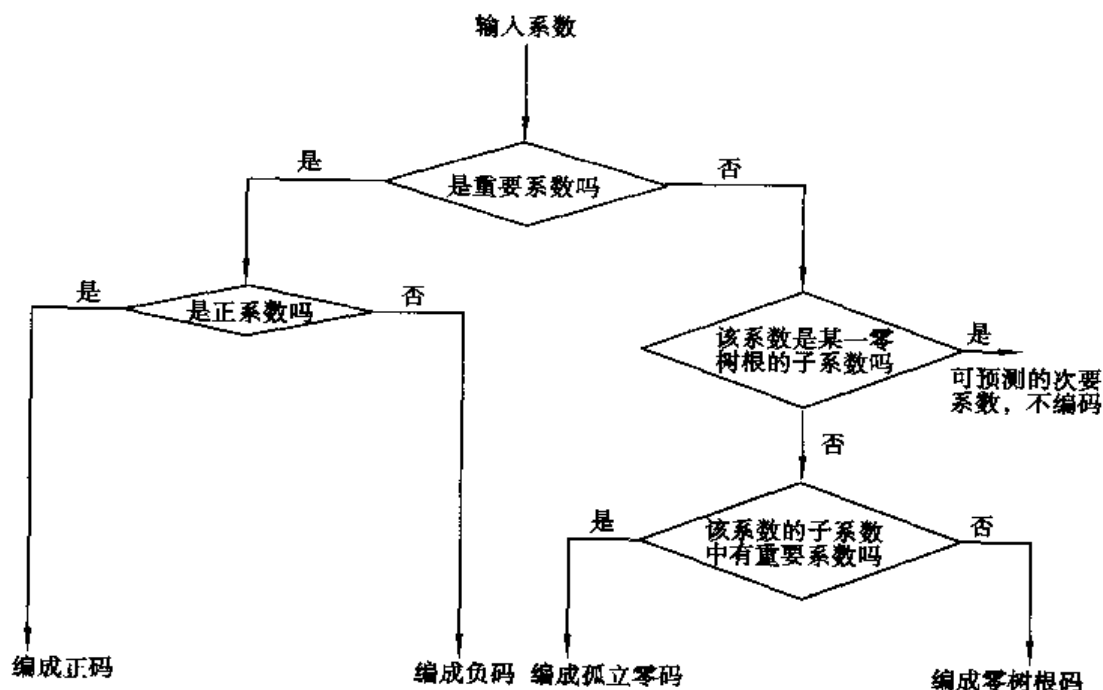 输入系数
是
否
是重要系数吗
是
否
是正系数吗
该系数是某一零
树根的子系数吗
是
可预测的次要
系数，不编码
否
是
否
该系数的子系数
中有重要系数吗
编成正码
编成负码
编成孤立零码
编成零树根码